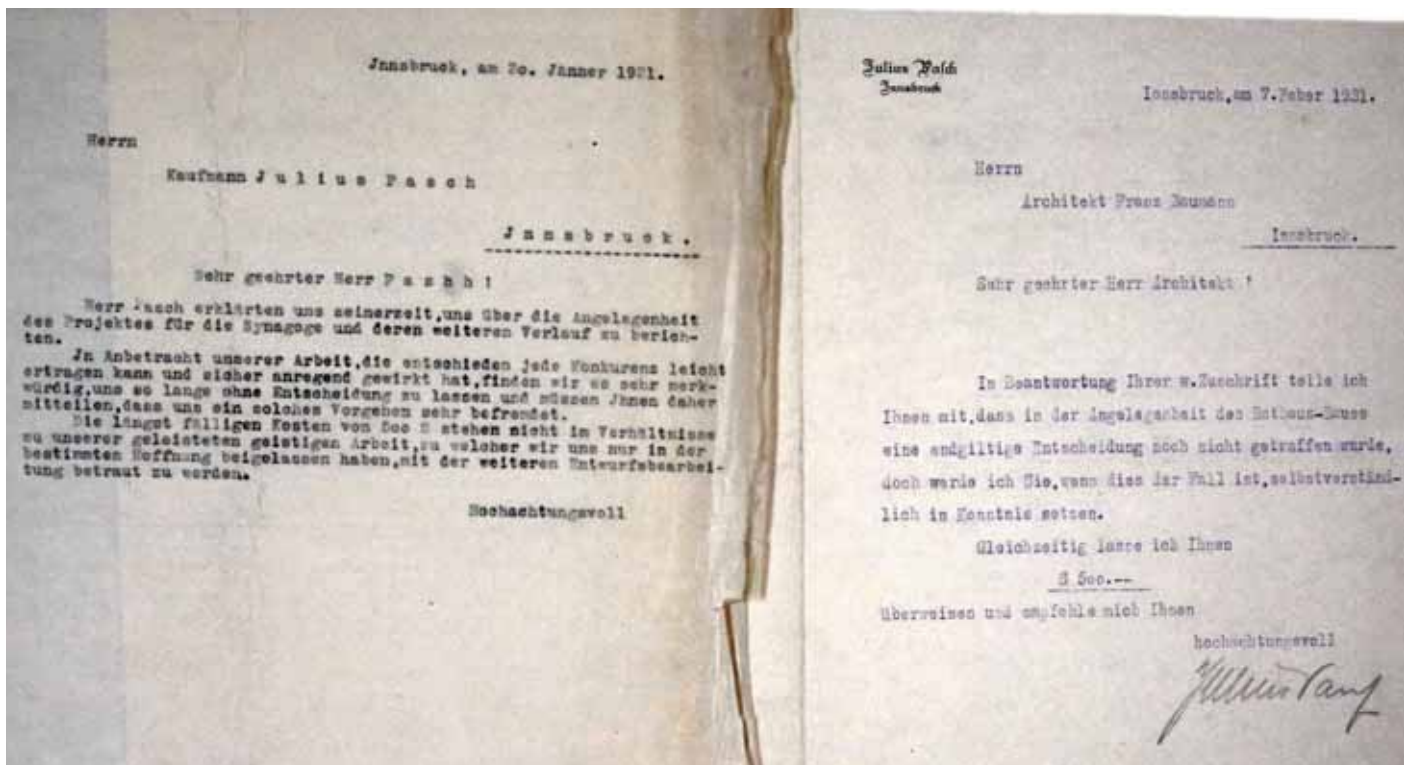 Jnnsbruck, am 2o. Jänner 1931.
Herrn
Kaufmann J u l i u s P a s c h
J n n s b r u c k .
Sehr geehrter Herr P a s h h !
Herr Pasch erklärten uns seinerzeit,uns über die Angelegenheit
des Projektes für die Synagoge und deren weiteren Verlauf zu berich-
ten.
Jn Anbetracht unserer Arbeit,die entschieden jede Konkurenz leicht
ertragen kann und sicher anregend gewirkt hat,finden wir es sehr merk-
würdig,uns so lange ohne Entscheidung zu lassen und müssen Jhnen daher
mitteilen,dass uns ein solches Vorgehen sehr befremdet.
Die längst fälligen Kosten von 5oo S stehen nicht im Verhältnisse
zu unserer geleisteten geistigen Arbeit,zu welcher wir uns nur in der
bestimmten Hoffnung beigelassen haben,mit der weiteren Entwurfsbearbei-
tung betraut zu werden.
Hochachtungsvoll
Julius Pasch
Innsbruck
Innsbruck,am 7.Feber 1931.
Herrn
Architekt Franz Baumann
Innsbruck.
Sehr geehrter Herr Architekt !
In Beantwortung Ihrer w.Zuschrift teile ich
Ihnen mit,dass in der Angelegenheit des Bethaus-Baues
eine endgiltige Entscheidung noch nicht getroffen wurde,
doch werde ich Sie,wenn dies der Fall ist,selbstverständ-
lich in Kenntnis setzen.
Gleichzeitig lasse ich Ihnen
S 5oo.--
überweisen und empfehle mich Ihnen
hochachtungsvoll
Julius Pasch